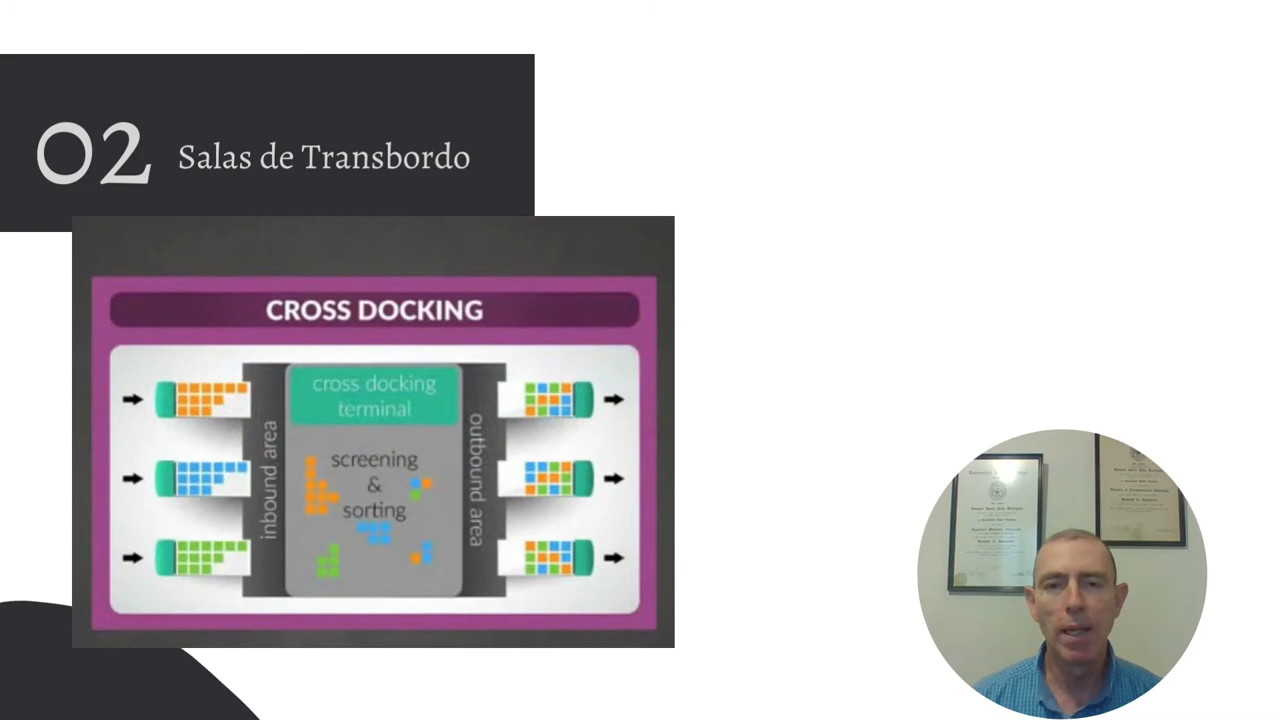 02 Salas de Transbordo
CROSS DOCKING
cross docking
terminal
inbound area
screening
&
sorting
outbound area